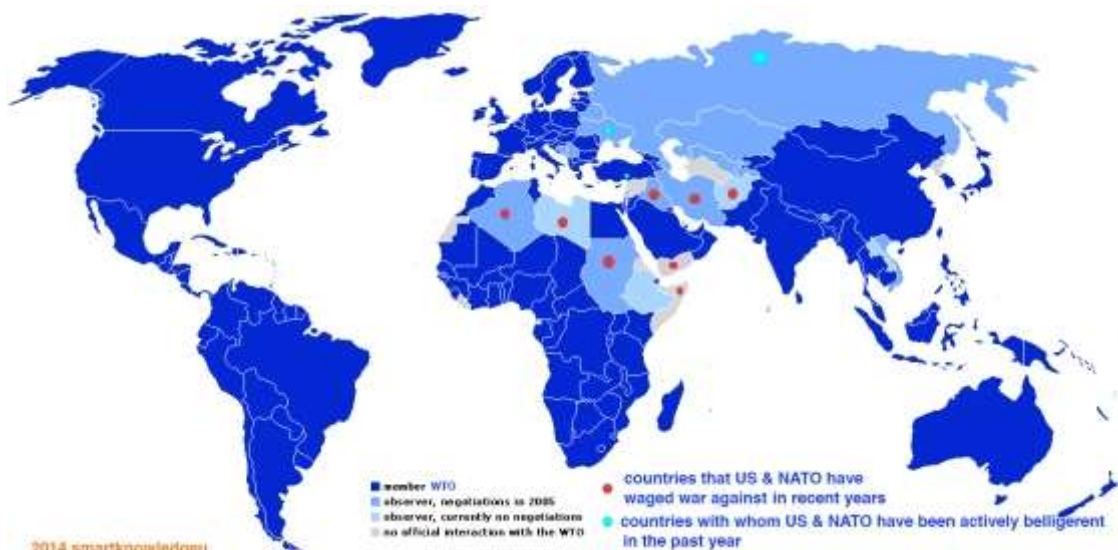 member WTO
observer, negotiations in 2005
observer, currently no negotiations
no official interaction with the WTO
countries that US & NATO have
waged war against in recent years
countries with whom US & NATO have been actively belligerent
in the past year
2014 smartknowledgeu